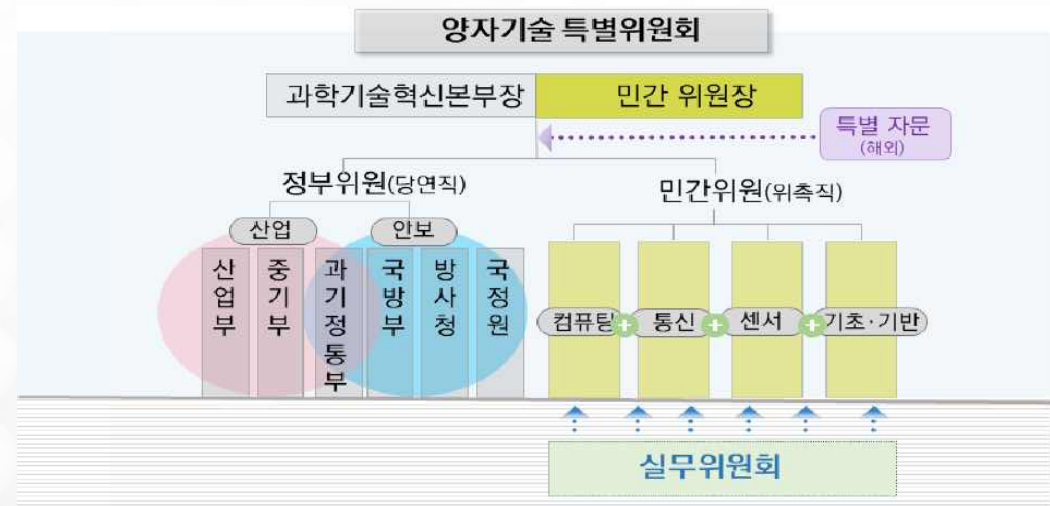 양자기술 특별위원회
과학기술혁신본부장
민간 위원장
특별 자문
(해외)
정부위원(당연직)
민간위원(위촉직)
산업
안보
산업부
중기부
과기정통부
국방부
방사청
국정원
컴퓨팅
통신
센서
기초·기반
실무위원회